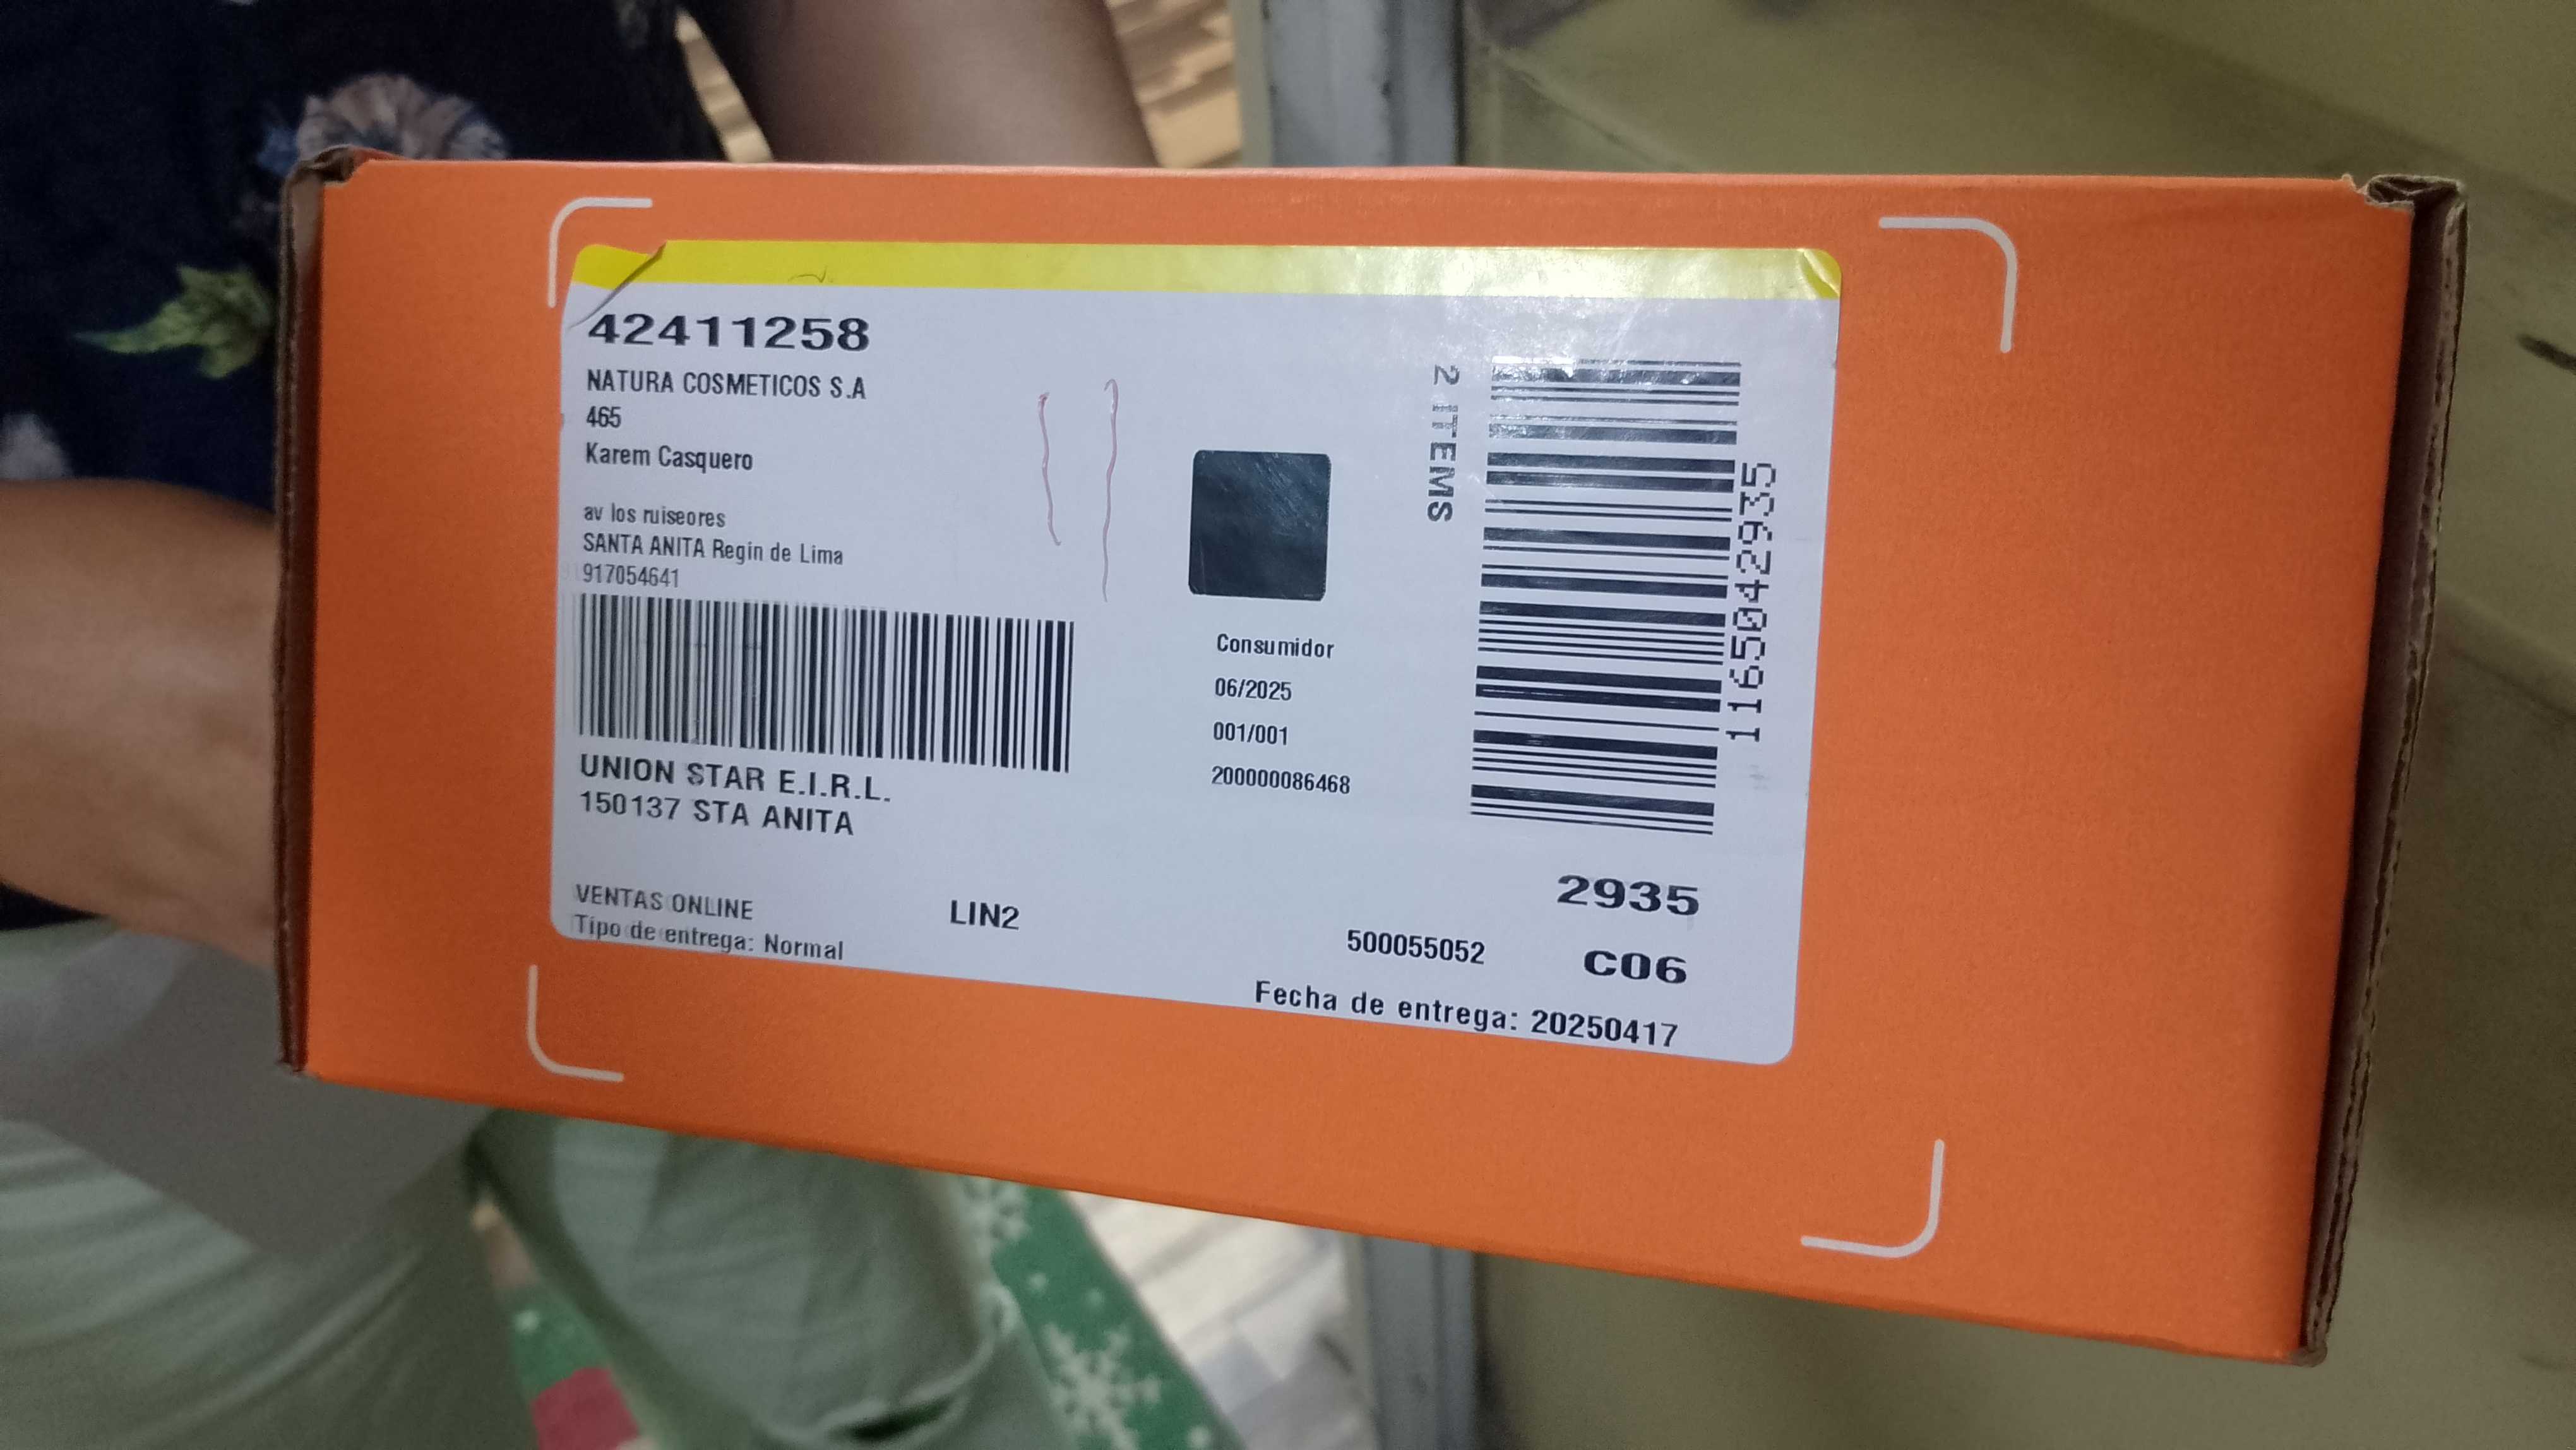 42411258
NATURA COSMETICOS S.A
465
Karem Casquero
av los ruiseores
SANTA ANITA Regin de Lima
917054641
UNION STAR E.I.R.L.
150137 STA ANITA
VENTAS ONLINE
Tipo de entrega: Normal
LIN2
Consumidor
06/2025
001/001
200000086468
2 ITEMS
116550429​35
2935
500055052
C06
Fecha de entrega: 20250417